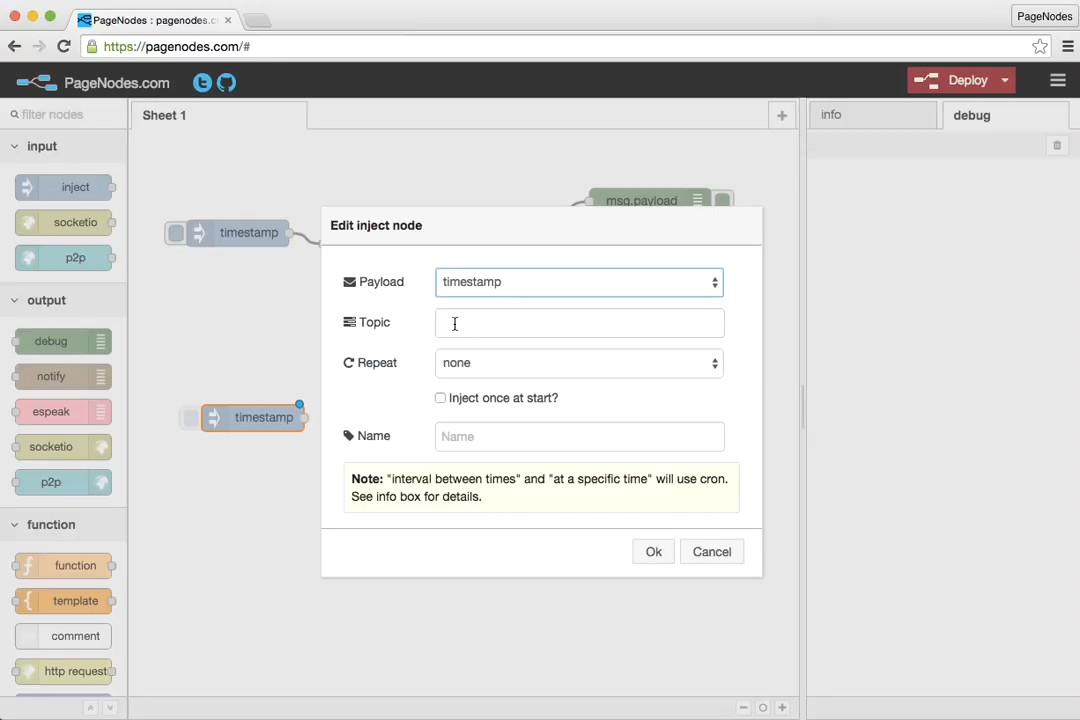 PageNodes : pagenodes.c
PageNodes
https://pagenodes.com/#
PageNodes.com
Deploy
filter nodes
Sheet 1
info
debug
input
inject
socketio
p2p
output
debug
notify
espeak
socketio
p2p
function
function
template
comment
http request
timestamp
msg.payload
timestamp
Edit inject node
Payload
timestamp
Topic
Repeat
none
Inject once at start?
Name
Name
Note: "interval between times" and "at a specific time" will use cron.
See info box for details.
Ok
Cancel